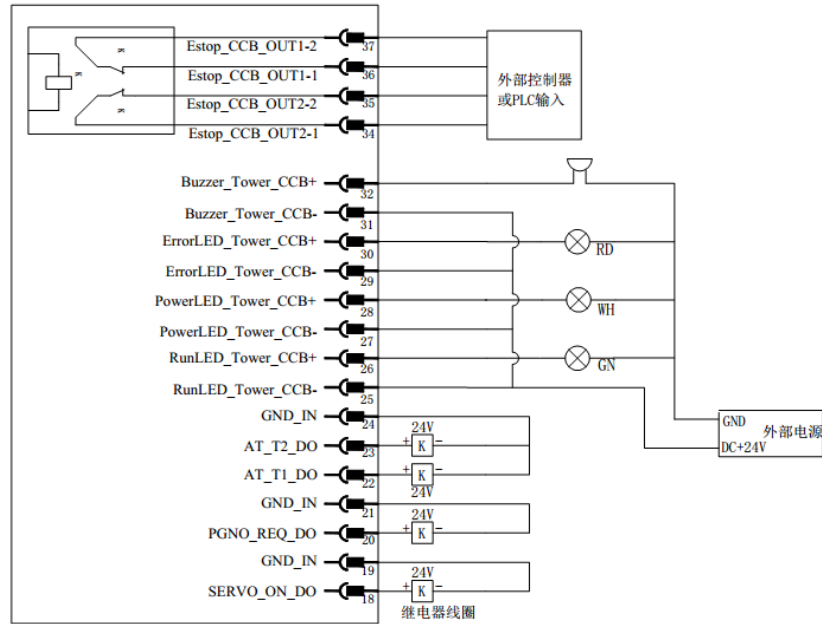 Estop_CCB_OUT1-2
37
Estop_CCB_OUT1-1
36
Estop_CCB_OUT2-2
35
Estop_CCB_OUT2-1
34
外部控制器
或PLC输入
Buzzer_Tower_CCB+
32
Buzzer_Tower_CCB-
31
ErrorLED_Tower_CCB+
30
RD
ErrorLED_Tower_CCB-
29
PowerLED_Tower_CCB+
28
WH
PowerLED_Tower_CCB-
27
RunLED_Tower_CCB+
26
GN
RunLED_Tower_CCB-
25
GND_IN
24
GND
外部电源
DC+24V
AT_T2_DO
23
24V
+ K -
AT_T1_DO
22
+ K -
24V
GND_IN
21
PGNO_REQ_DO
20
24V
+ K -
GND_IN
19
SERVO_ON_DO
18
24V
+ K -
继电器线圈